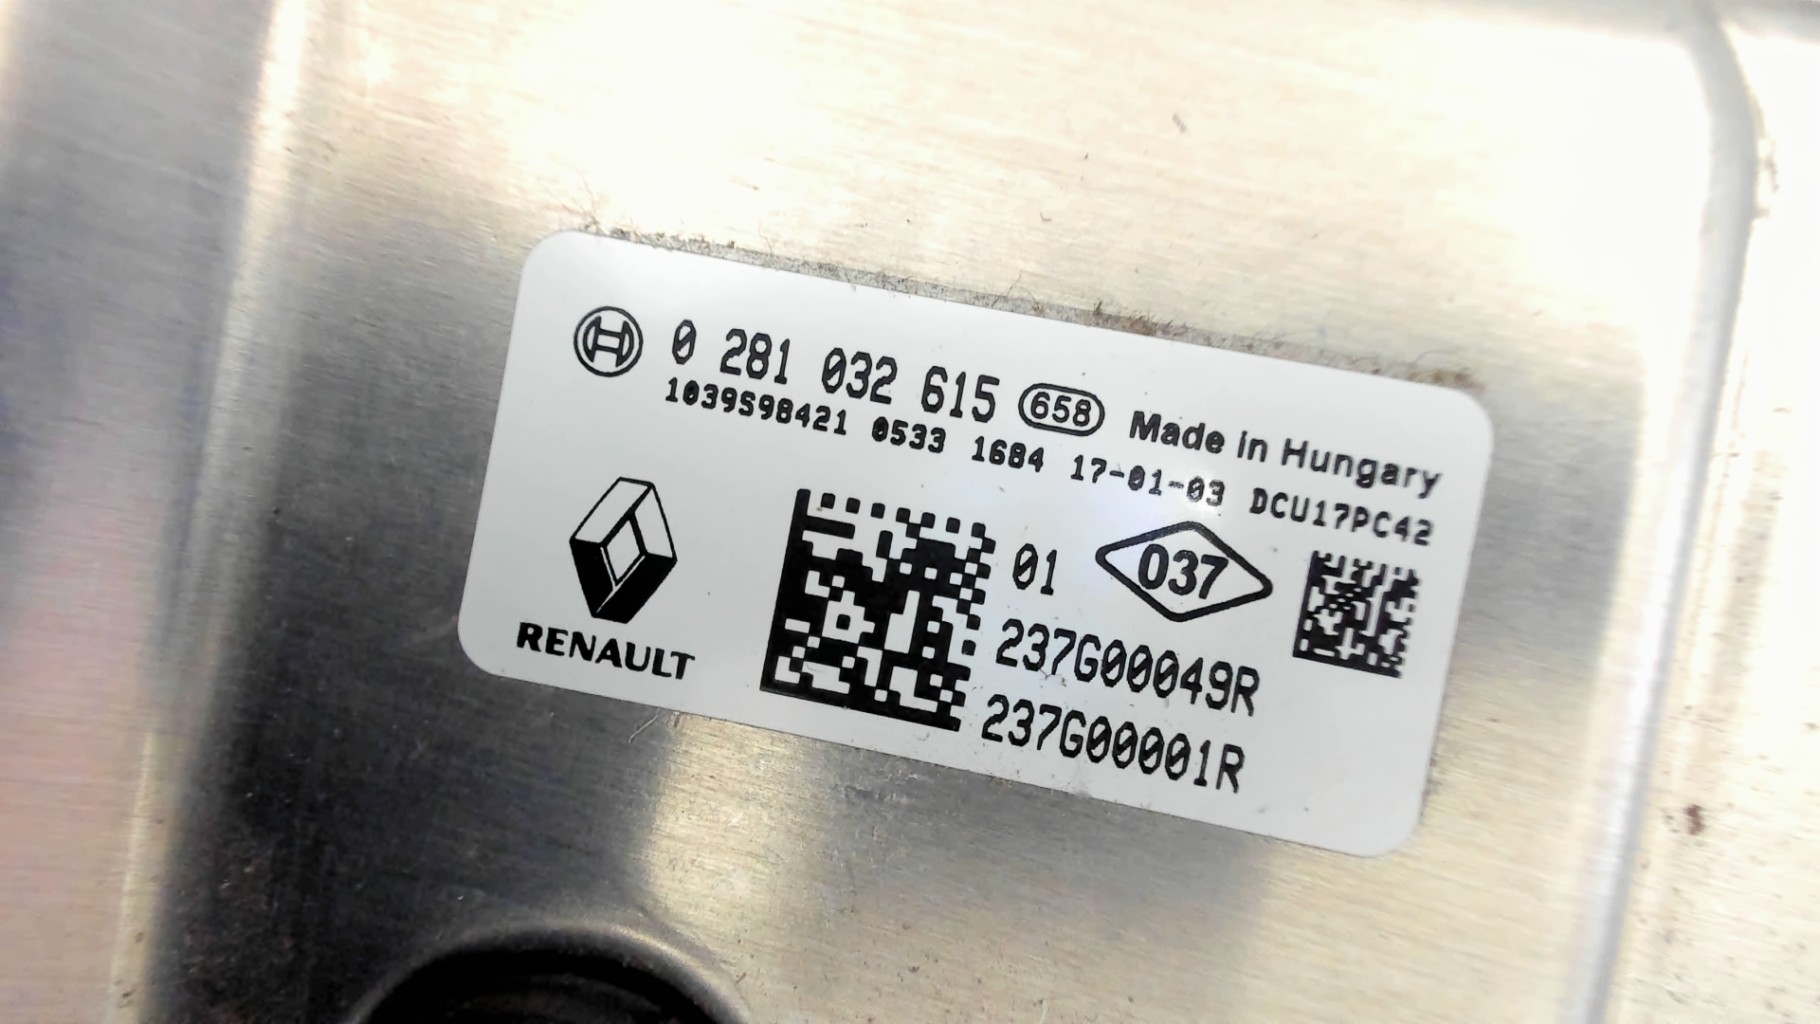 0 281 032 615 658 Made in Hungary
1039S98421 0533 1684 17-01-03 DCU17PC42
RENAULT
01 037
237G00049R
237G00001R